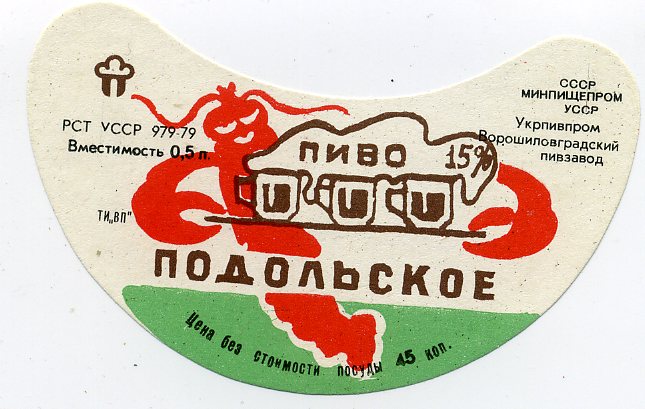 РСТ УССР 979-79
Вместимость 0,5 л.
ТИ„ВП"
СССР
МИНПИЩЕПРОМ
УССР
Укрпивпром
Ворошиловградский
пивзавод
ПИВО 15%
ПОДОЛЬСКОЕ
Цена без стоимости посуды 45 коп.